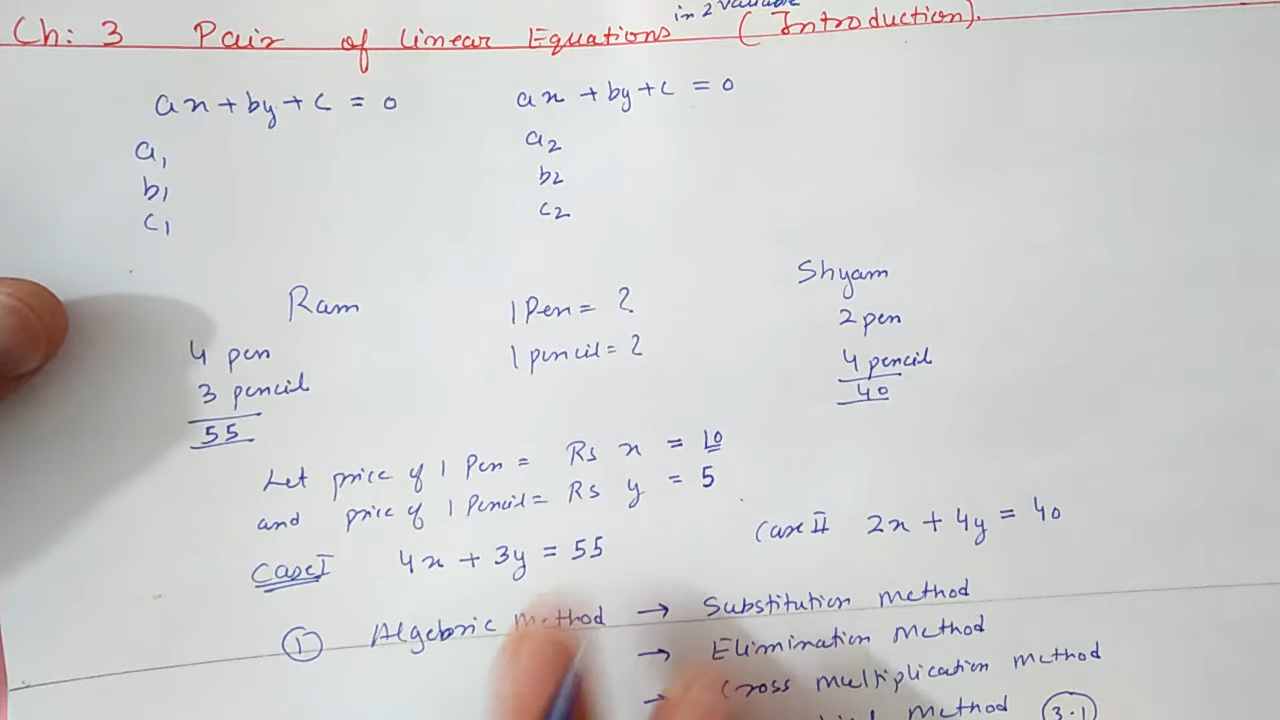 Ch: 3 Pair of linear Equations in 2 variable (Introduction).
ax + by + c = 0
ax + by + c = 0
a1
b1
c1
a2
b2
c2
Ram
4 pen
3 pencil
55
1 Pen = ?
1 pencil = ?
Shyam
2 pen
4 pencil
40
Let price of 1 Pen = Rs x = 10
and price of 1 Pencil = Rs y = 5
Case I 4x + 3y = 55
Case II 2x + 4y = 40
① Algebric Method → Substitution method
→ Elimination Method
→ Cross multiplication method
method 3.1